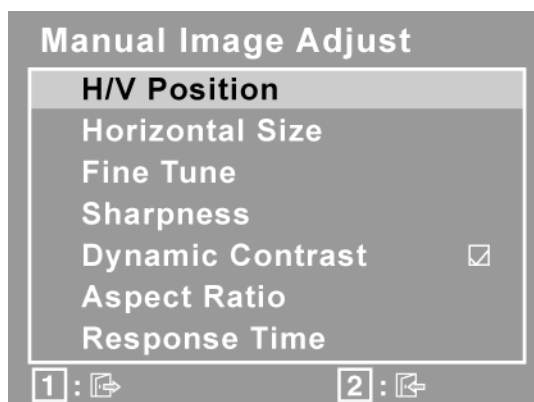 Manual Image Adjust
H/V Position
Horizontal Size
Fine Tune
Sharpness
Dynamic Contrast
Aspect Ratio
Response Time
1 : 2 :